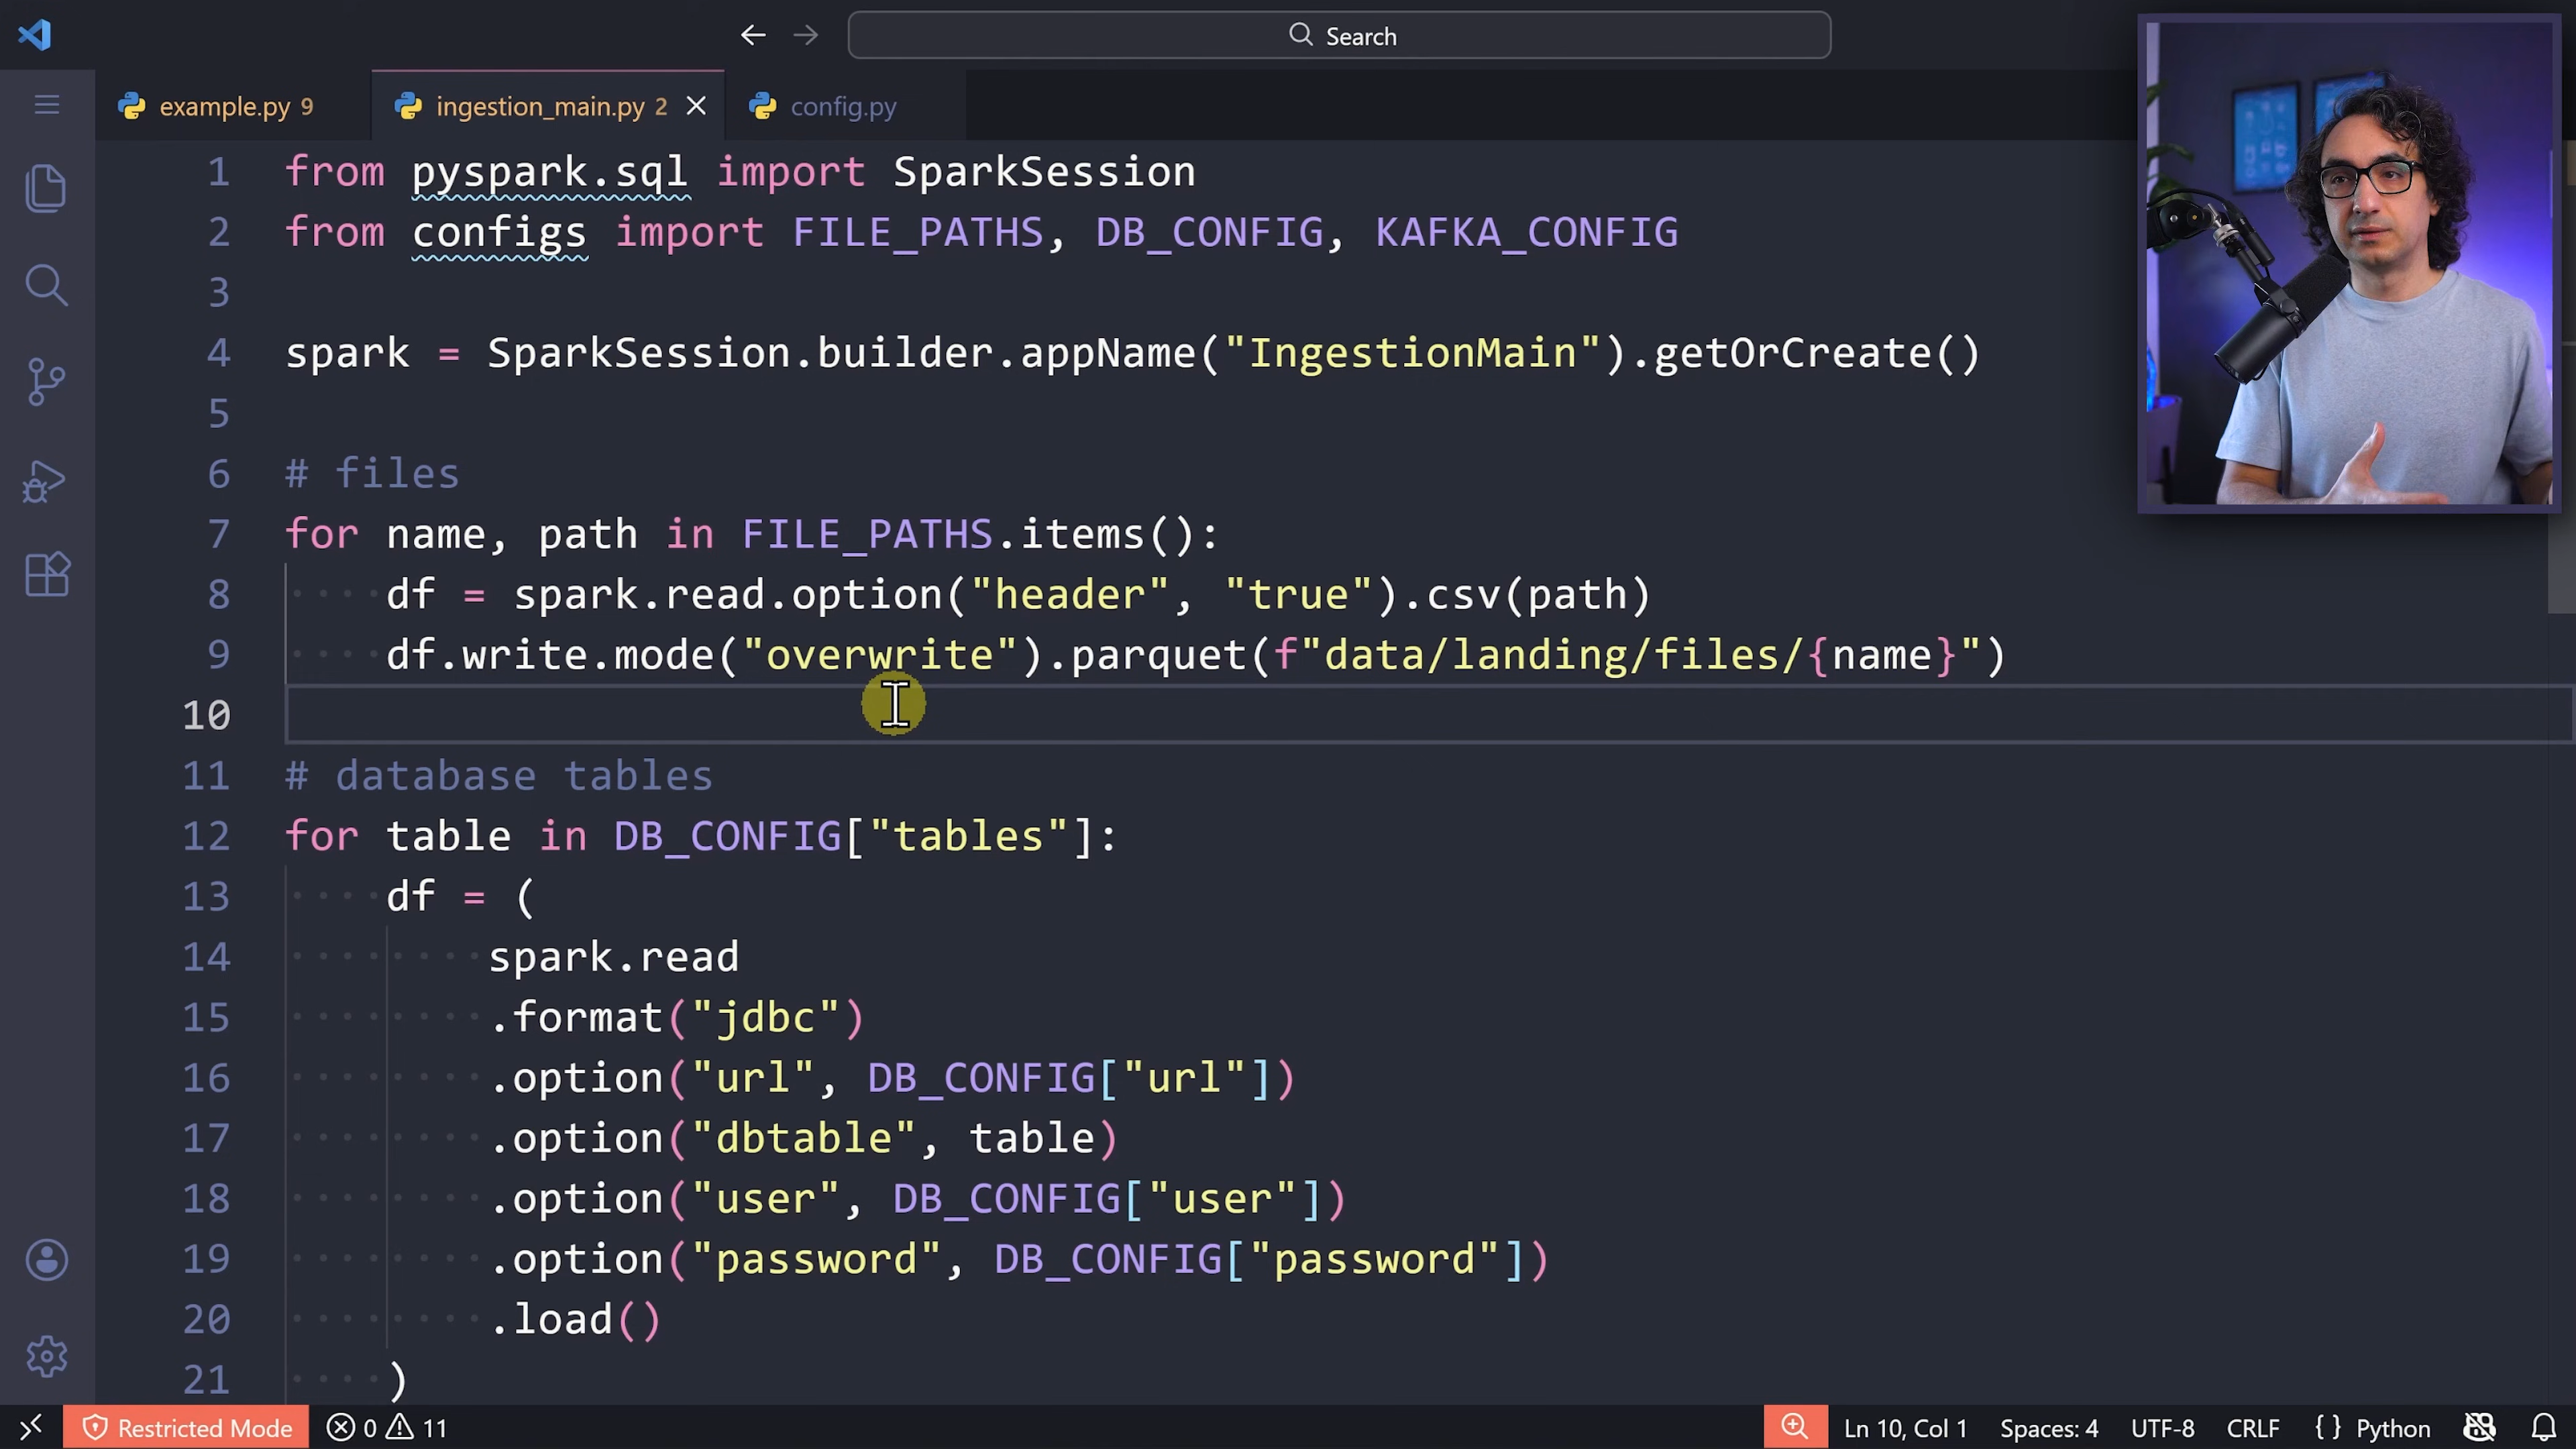 Search
example.py 9
ingestion_main.py 2
config.py
1 from pyspark.sql import SparkSession
2 from configs import FILE_PATHS, DB_CONFIG, KAFKA_CONFIG
3
4 spark = SparkSession.builder.appName("IngestionMain").getOrCreate()
5
6 # files
7 for name, path in FILE_PATHS.items():
8 df = spark.read.option("header", "true").csv(path)
9 df.write.mode("overwrite").parquet(f"data/landing/files/{name}")
10
11 # database tables
12 for table in DB_CONFIG["tables"]:
13 df = (
14 spark.read
15 .format("jdbc")
16 .option("url", DB_CONFIG["url"])
17 .option("dbtable", table)
18 .option("user", DB_CONFIG["user"])
19 .option("password", DB_CONFIG["password"])
20 .load()
21 )
Restricted Mode 0 11 Ln 10, Col 1 Spaces: 4 UTF-8 CRLF { } Python